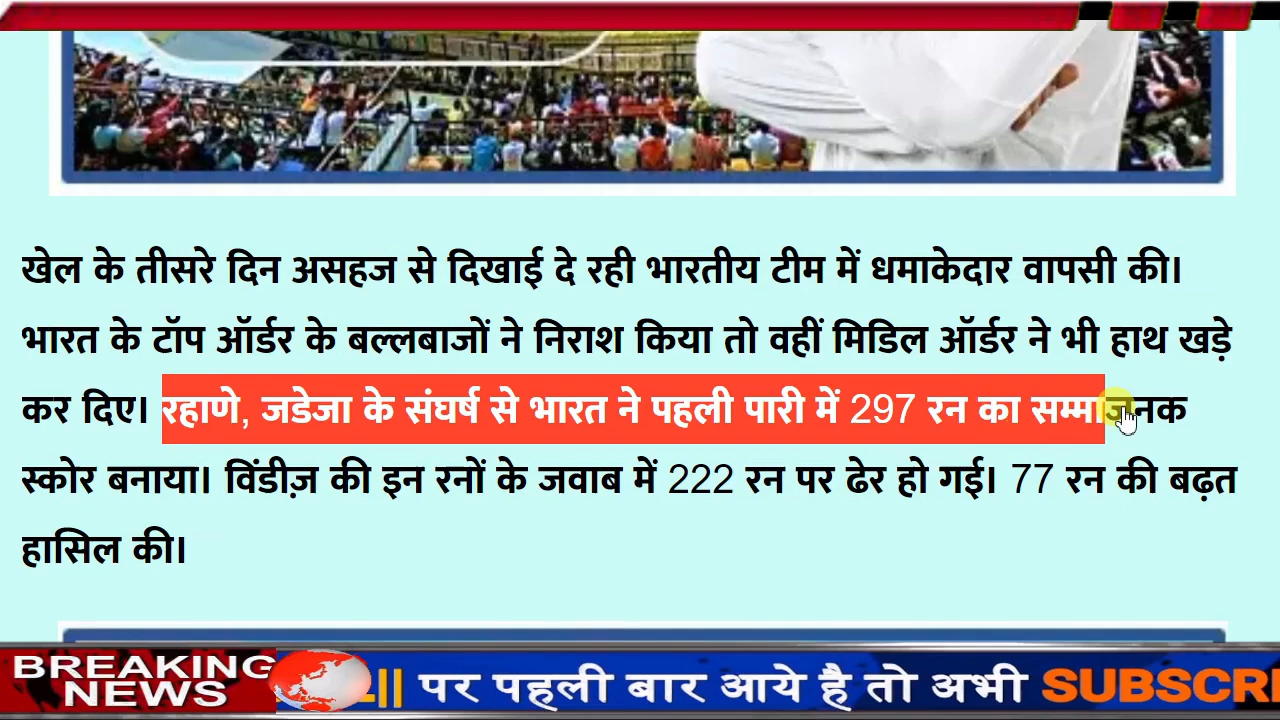 खेल के तीसरे दिन असहज से दिखाई दे रही भारतीय टीम में धमाकेदार वापसी की।
भारत के टॉप ऑर्डर के बल्लबाजों ने निराश किया तो वहीं मिडिल ऑर्डर ने भी हाथ खड़े
कर दिए। रहाणे, जडेजा के संघर्ष से भारत ने पहली पारी में 297 रन का सम्माजनक
स्कोर बनाया। विंडीज़ की इन रनों के जवाब में 222 रन पर ढेर हो गई। 77 रन की बढ़त
हासिल की।
BREAKING
NEWS
पर पहली बार आये है तो अभी SUBSCRI